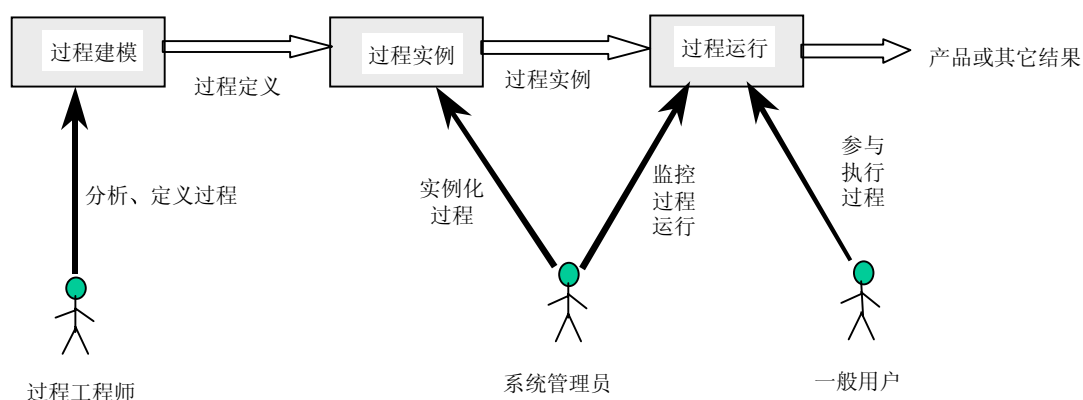 过程建模
过程实例
过程运行
产品或其它结果
过程定义
过程实例
分析、定义过程
实例化
过程
监控
过程
运行
参与
执行
过程
过程工程师
系统管理员
一般用户